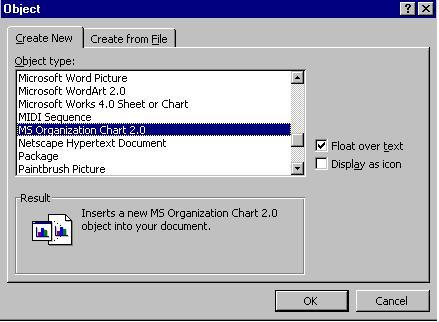 Object
Create New
Create from File
Object type:
Microsoft Word Picture
Microsoft WordArt 2.0
Microsoft Works 4.0 Sheet or Chart
MIDI Sequence
MS Organization Chart 2.0
Netscape Hypertext Document
Package
Paintbrush Picture
Float over text
Display as icon
Result
Inserts a new MS Organization Chart 2.0
object into your document.
OK
Cancel